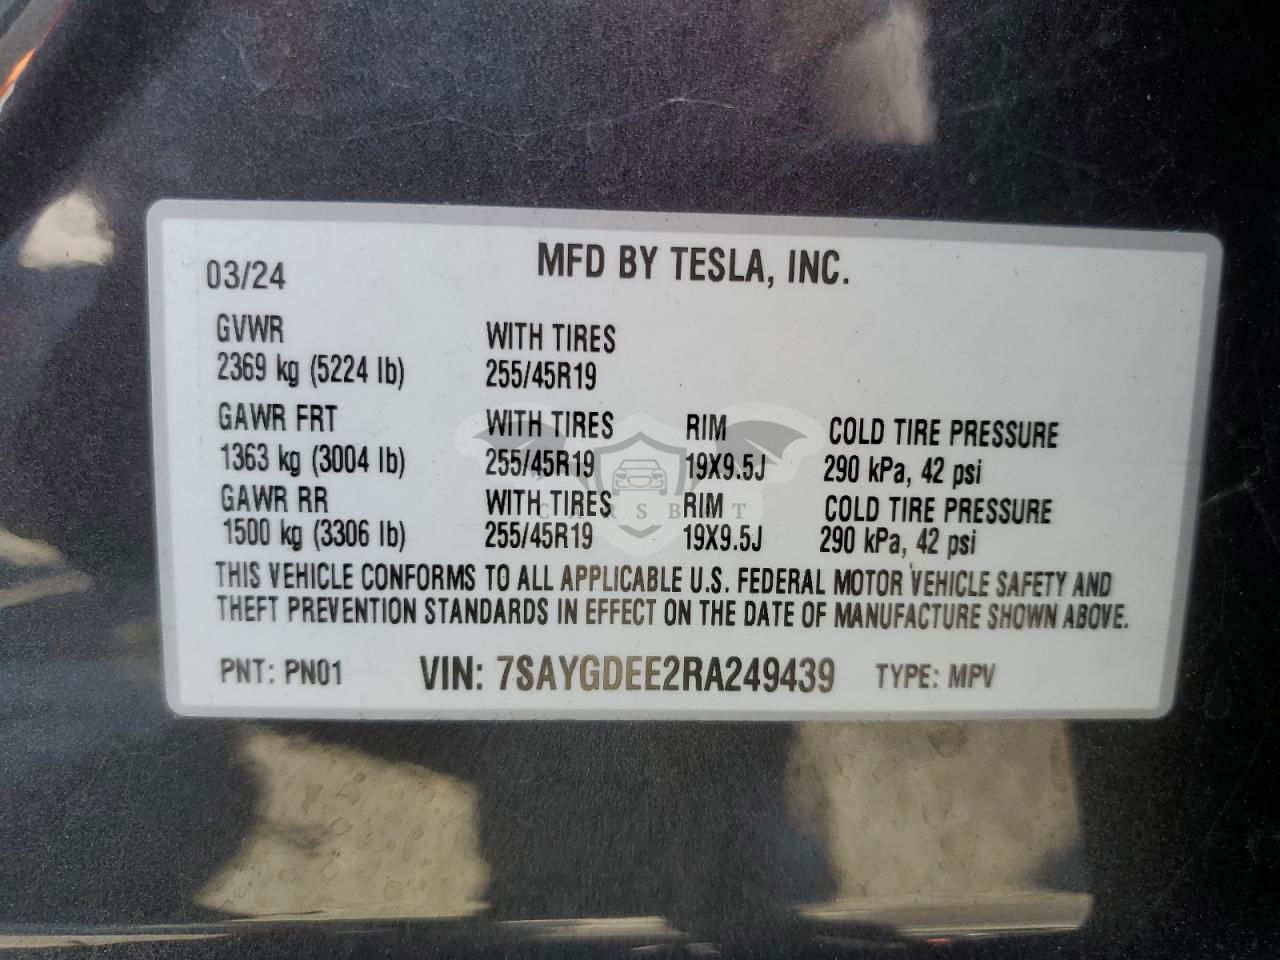 03/24 MFD BY TESLA, INC.
GVWR WITH TIRES
2369 kg (5224 lb) 255/45R19
GAWR FRT WITH TIRES RIM COLD TIRE PRESSURE
1363 kg (3004 lb) 255/45R19 19X9.5J 290 kPa, 42 psi
GAWR RR WITH TIRES RIM COLD TIRE PRESSURE
1500 kg (3306 lb) 255/45R19 19X9.5J 290 kPa, 42 psi
THIS VEHICLE CONFORMS TO ALL APPLICABLE U.S. FEDERAL MOTOR VEHICLE SAFETY AND
THEFT PREVENTION STANDARDS IN EFFECT ON THE DATE OF MANUFACTURE SHOWN ABOVE.
PNT: PN01 VIN: 7SAYGDEE2RA249439 TYPE: MPV